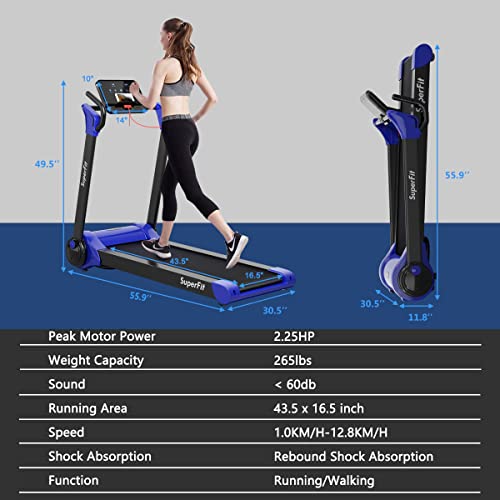 10"
14"
49.5''
43.5''
16.5"
SuperFit
55.9''
30.5''
SuperFit
SuperFit
55.9''
30.5''
11.8''
Peak Motor Power 2.25HP
Weight Capacity 265lbs
Sound < 60db
Running Area 43.5 x 16.5 inch
Speed 1.0KM/H-12.8KM/H
Shock Absorption Rebound Shock Absorption
Function Running/Walking